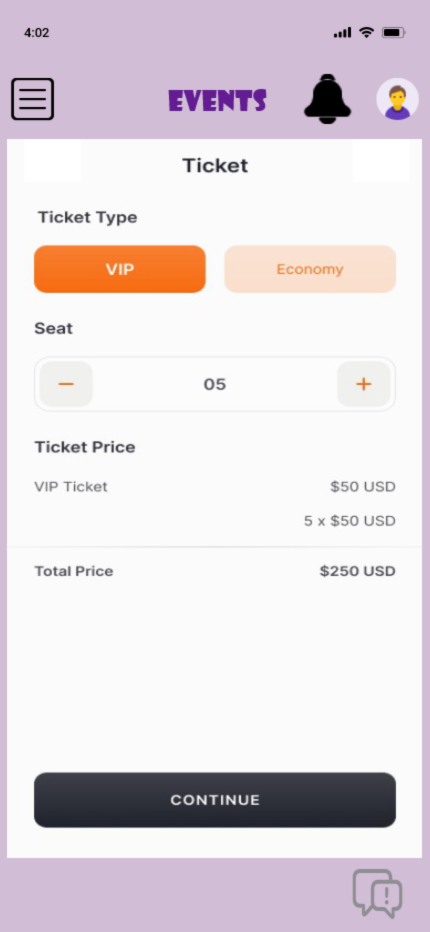 4:02
EVENTS
Ticket
Ticket Type
VIP Economy
Seat
− 05 +
Ticket Price
VIP Ticket $50 USD
5 x $50 USD
Total Price $250 USD
CONTINUE
!